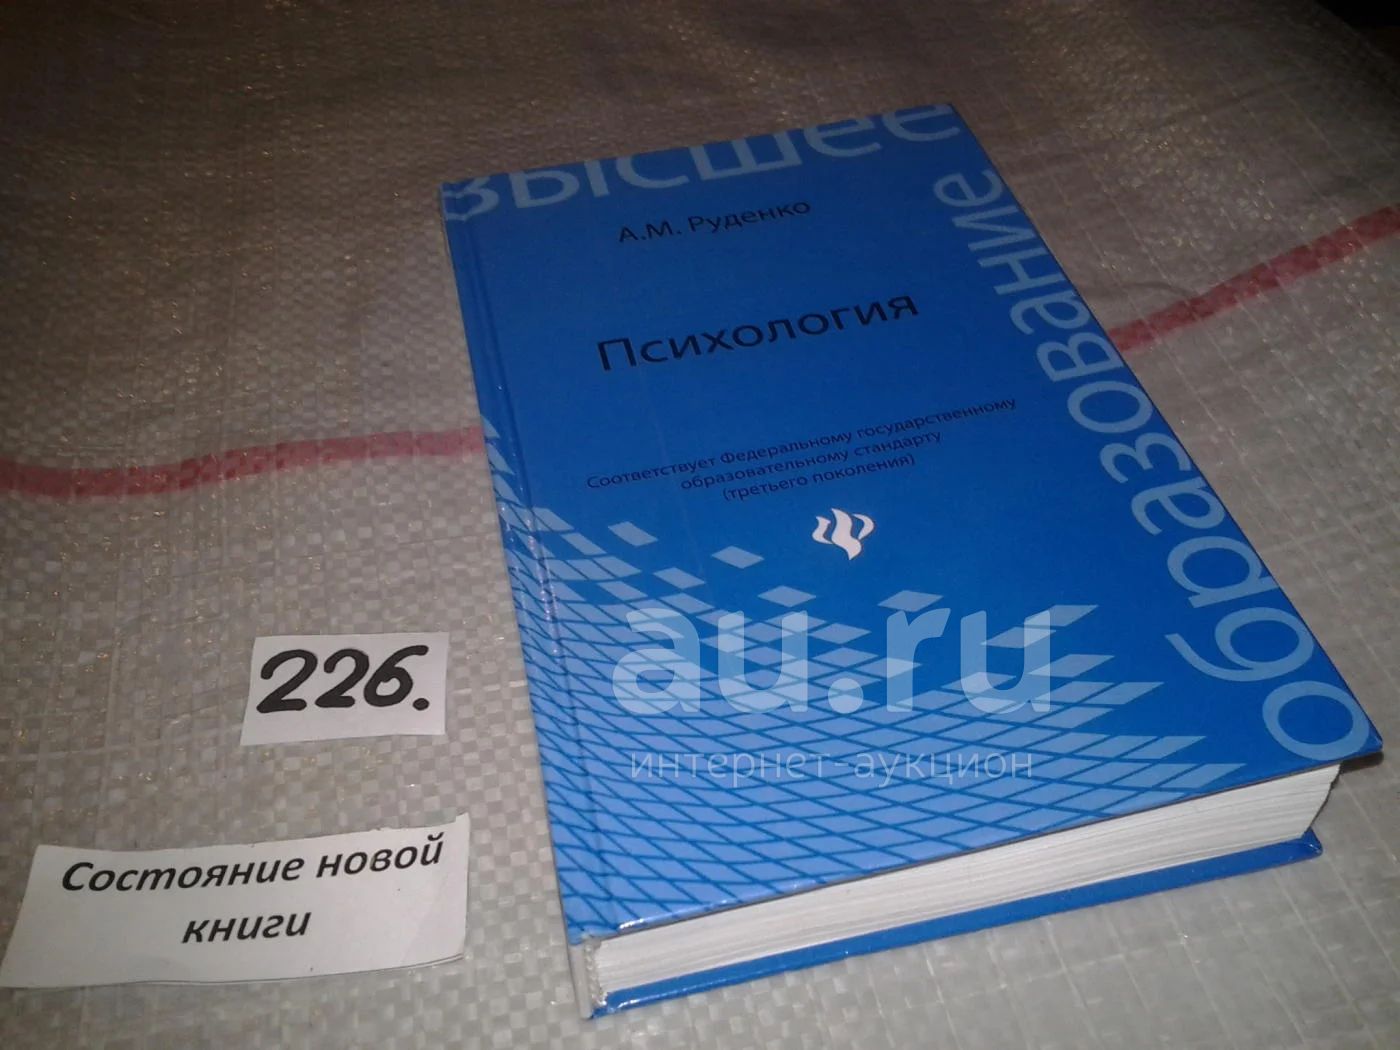 высшее
образование
А.М. Руденко
Психология
Соответствует Федеральному государственному
образовательному стандарту
(третьего поколения)
au.ru
интернет-аукцион
226.
Состояние новой
книги